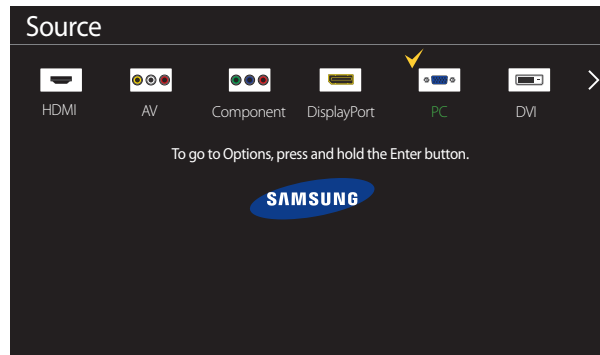 Source
HDMI AV Component DisplayPort PC DVI
To go to Options, press and hold the Enter button.
SAMSUNG